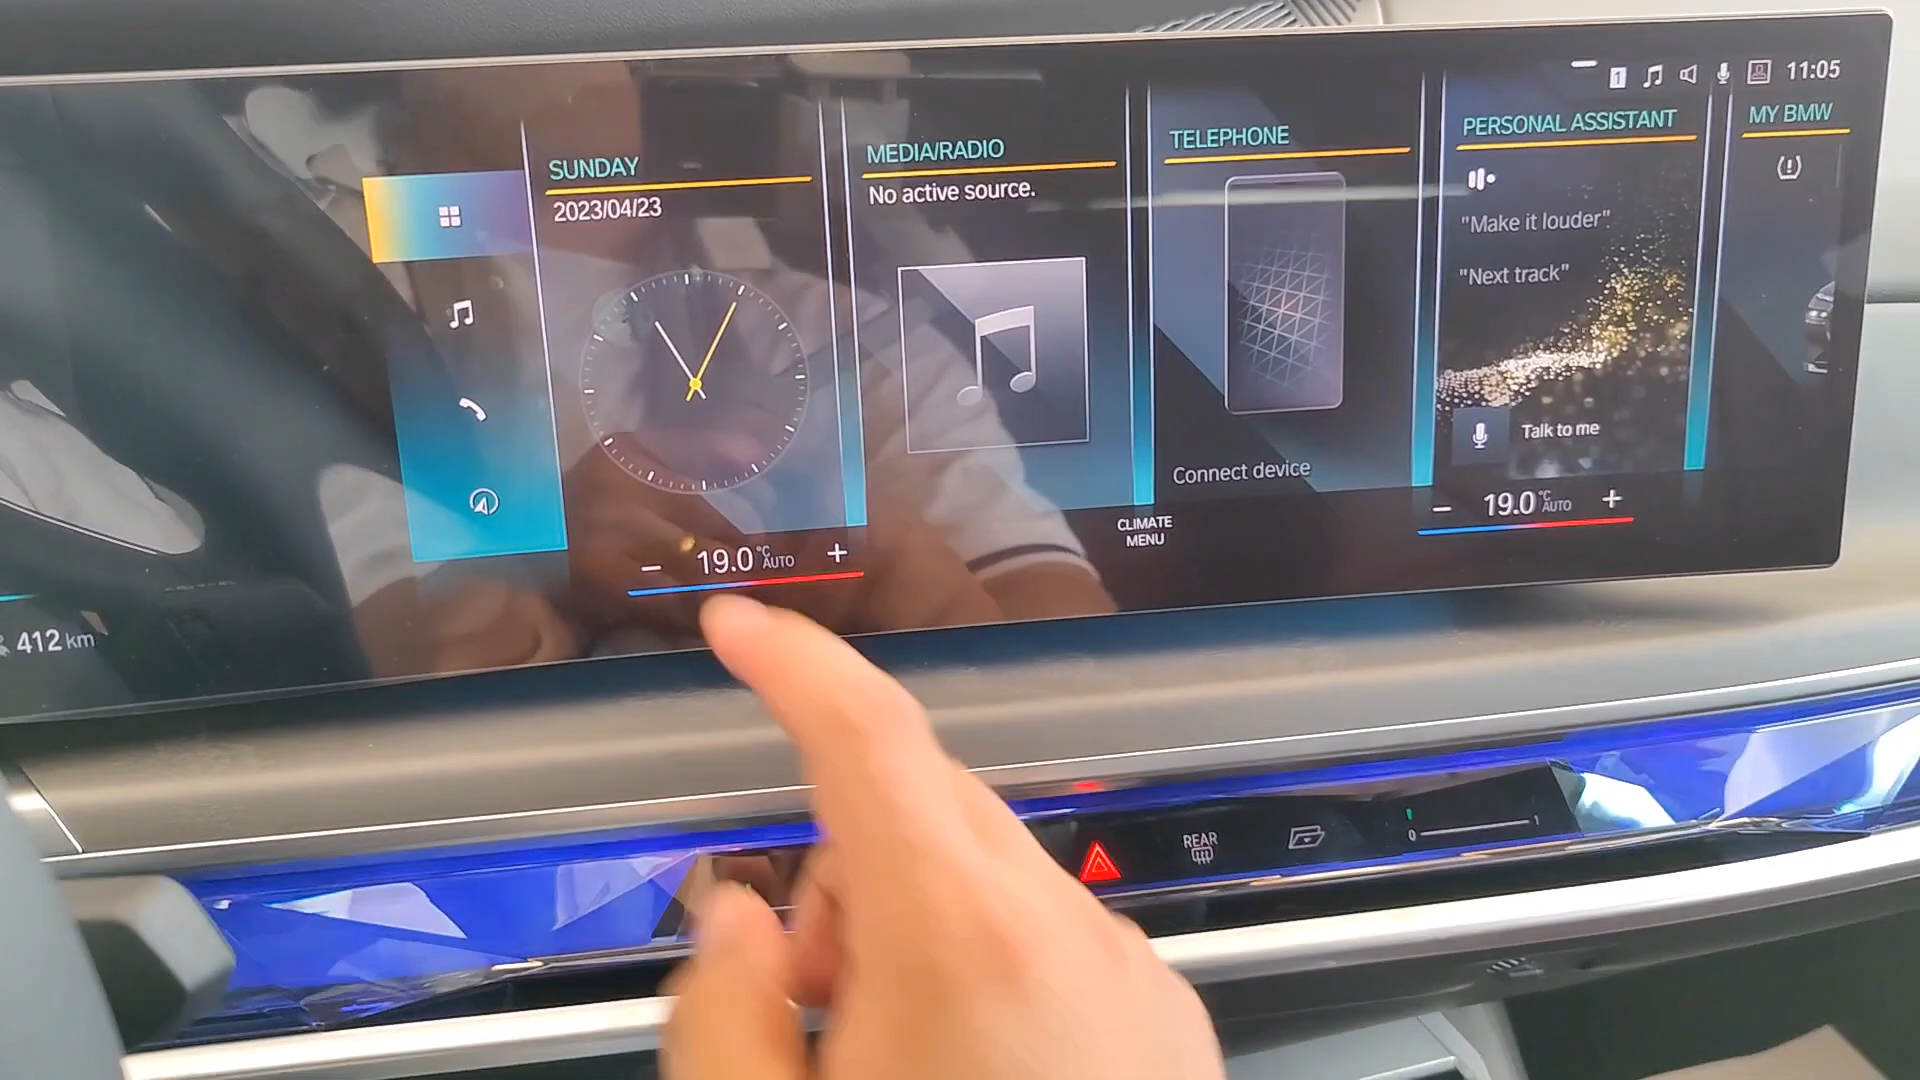 1
11:05
SUNDAY
2023/04/23
MEDIA/RADIO
No active source.
TELEPHONE
Connect device
PERSONAL ASSISTANT
"Make it louder".
"Next track"
Talk to me
MY BMW
− 19.0 °C AUTO +
CLIMATE
MENU
− 19.0 °C AUTO +
412 km
REAR
0 1